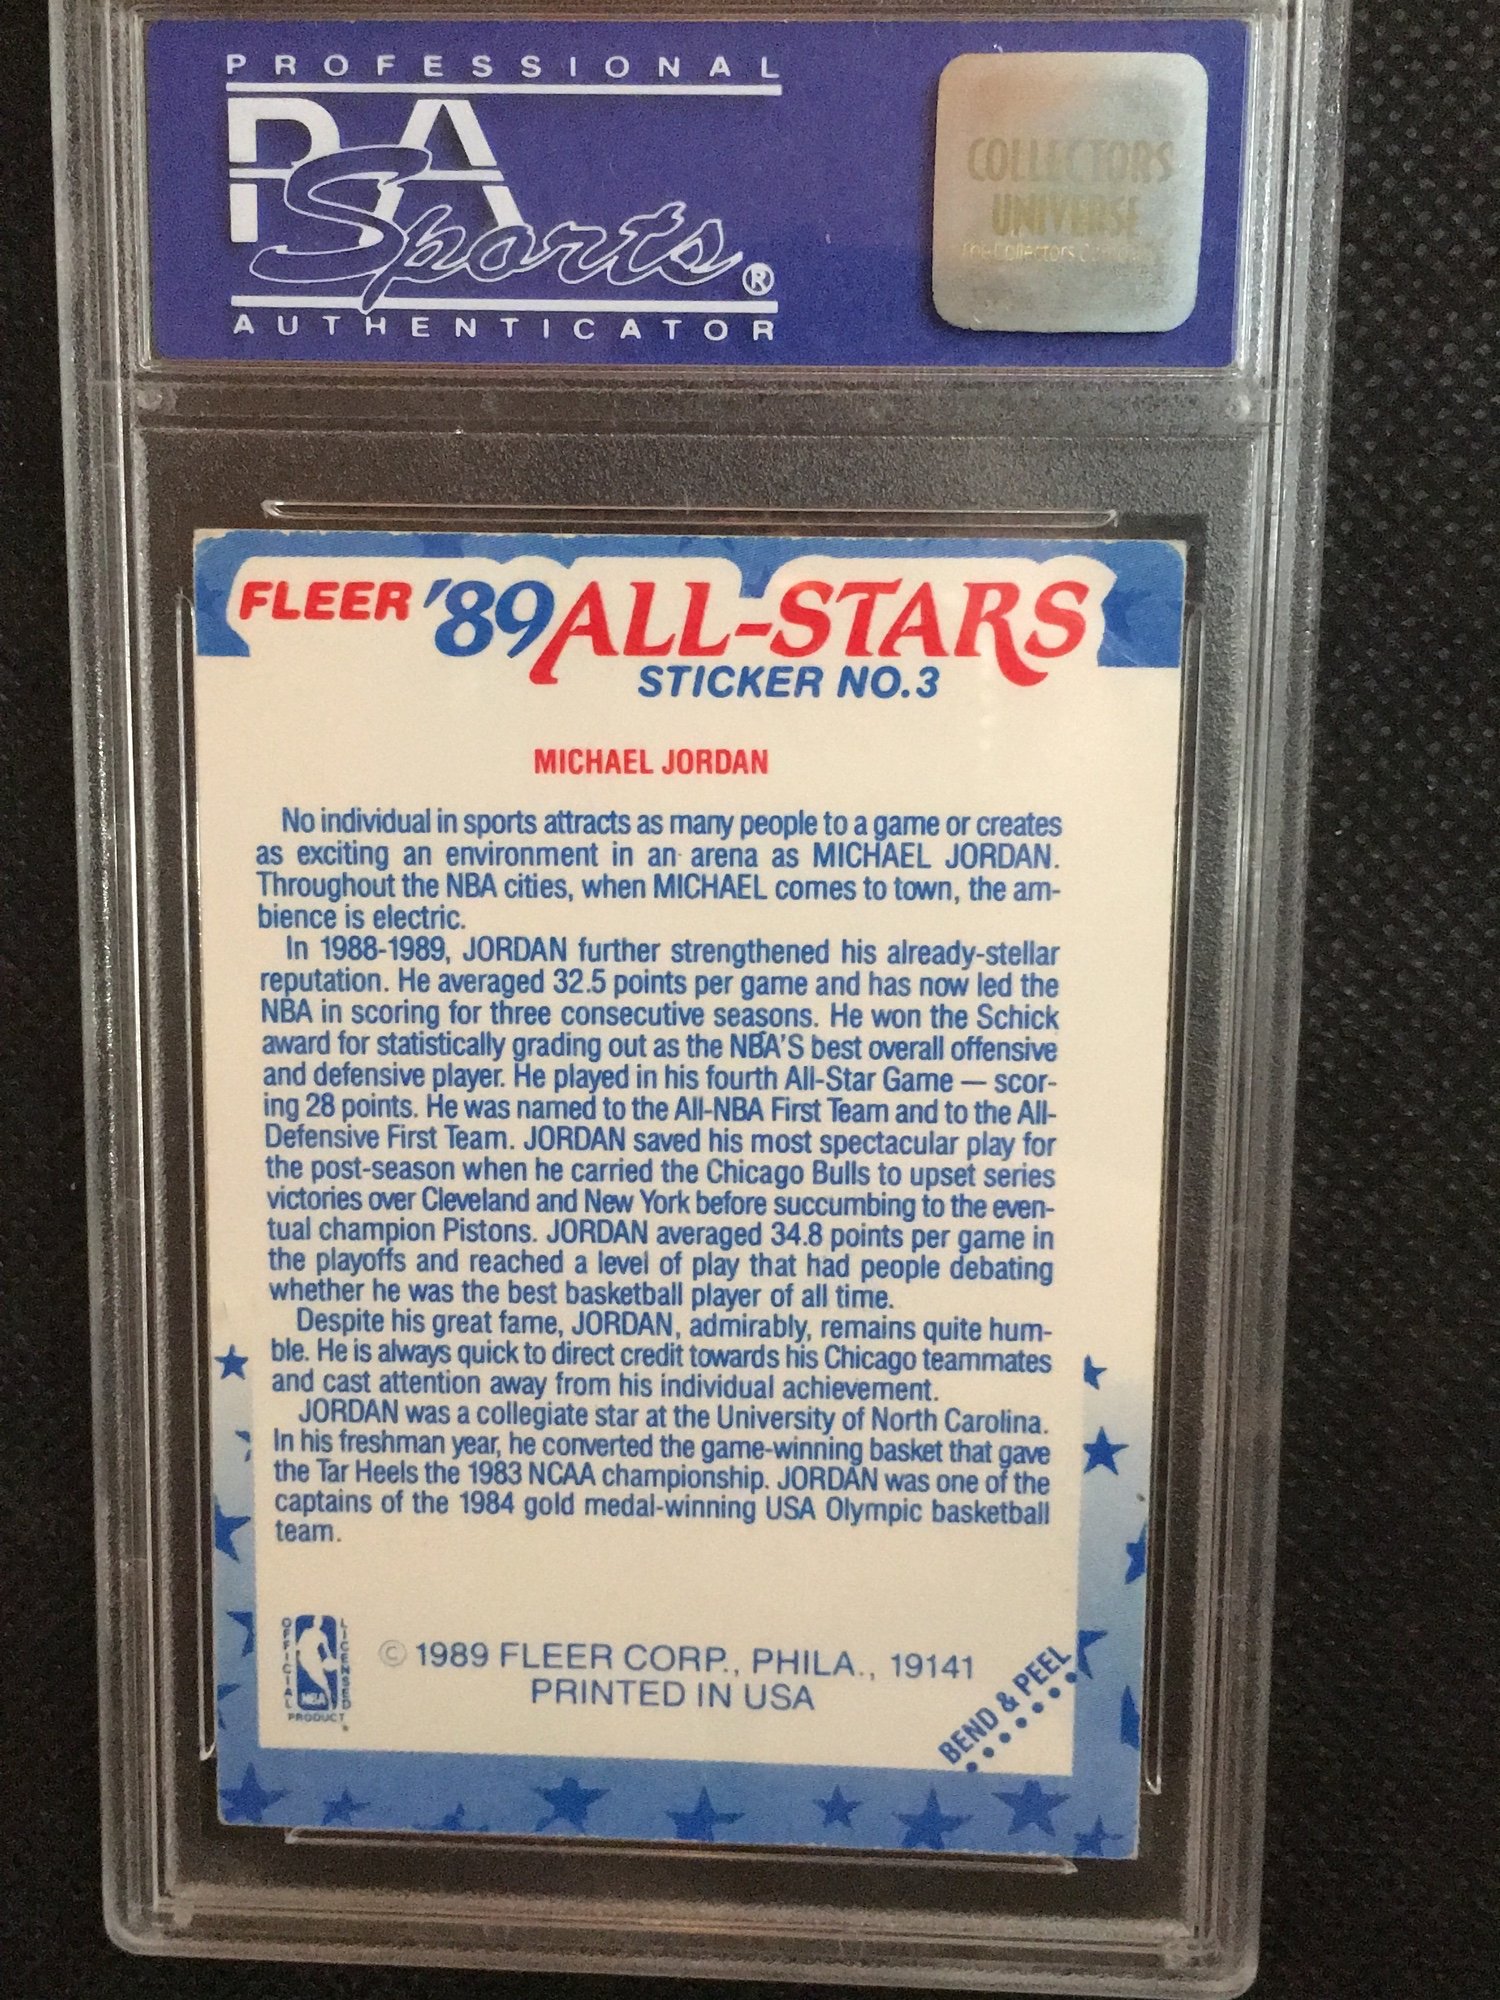 PROFESSIONAL
PSA
Sports®
AUTHENTICATOR
COLLECTORS
UNIVERSE
The Collectors
FLEER '89 ALL-STARS
STICKER NO.3
MICHAEL JORDAN
No individual in sports attracts as many people to a game or creates
as exciting an environment in an arena as MICHAEL JORDAN.
Throughout the NBA cities, when MICHAEL comes to town, the am-
bience is electric.
In 1988-1989, JORDAN further strengthened his already-stellar
reputation. He averaged 32.5 points per game and has now led the
NBA in scoring for three consecutive seasons. He won the Schick
award for statistically grading out as the NBA'S best overall offensive
and defensive player. He played in his fourth All-Star Game — scor-
ing 28 points. He was named to the All-NBA First Team and to the All-
Defensive First Team. JORDAN saved his most spectacular play for
the post-season when he carried the Chicago Bulls to upset series
victories over Cleveland and New York before succumbing to the even-
tual champion Pistons. JORDAN averaged 34.8 points per game in
the playoffs and reached a level of play that had people debating
whether he was the best basketball player of all time.
Despite his great fame, JORDAN, admirably, remains quite hum-
ble. He is always quick to direct credit towards his Chicago teammates
and cast attention away from his individual achievement.
JORDAN was a collegiate star at the University of North Carolina.
In his freshman year, he converted the game-winning basket that gave
the Tar Heels the 1983 NCAA championship. JORDAN was one of the
captains of the 1984 gold medal-winning USA Olympic basketball
team.
OFFICIAL
NBA
LICENSED
PRODUCT
© 1989 FLEER CORP., PHILA., 19141
PRINTED IN USA
BEND & PEEL